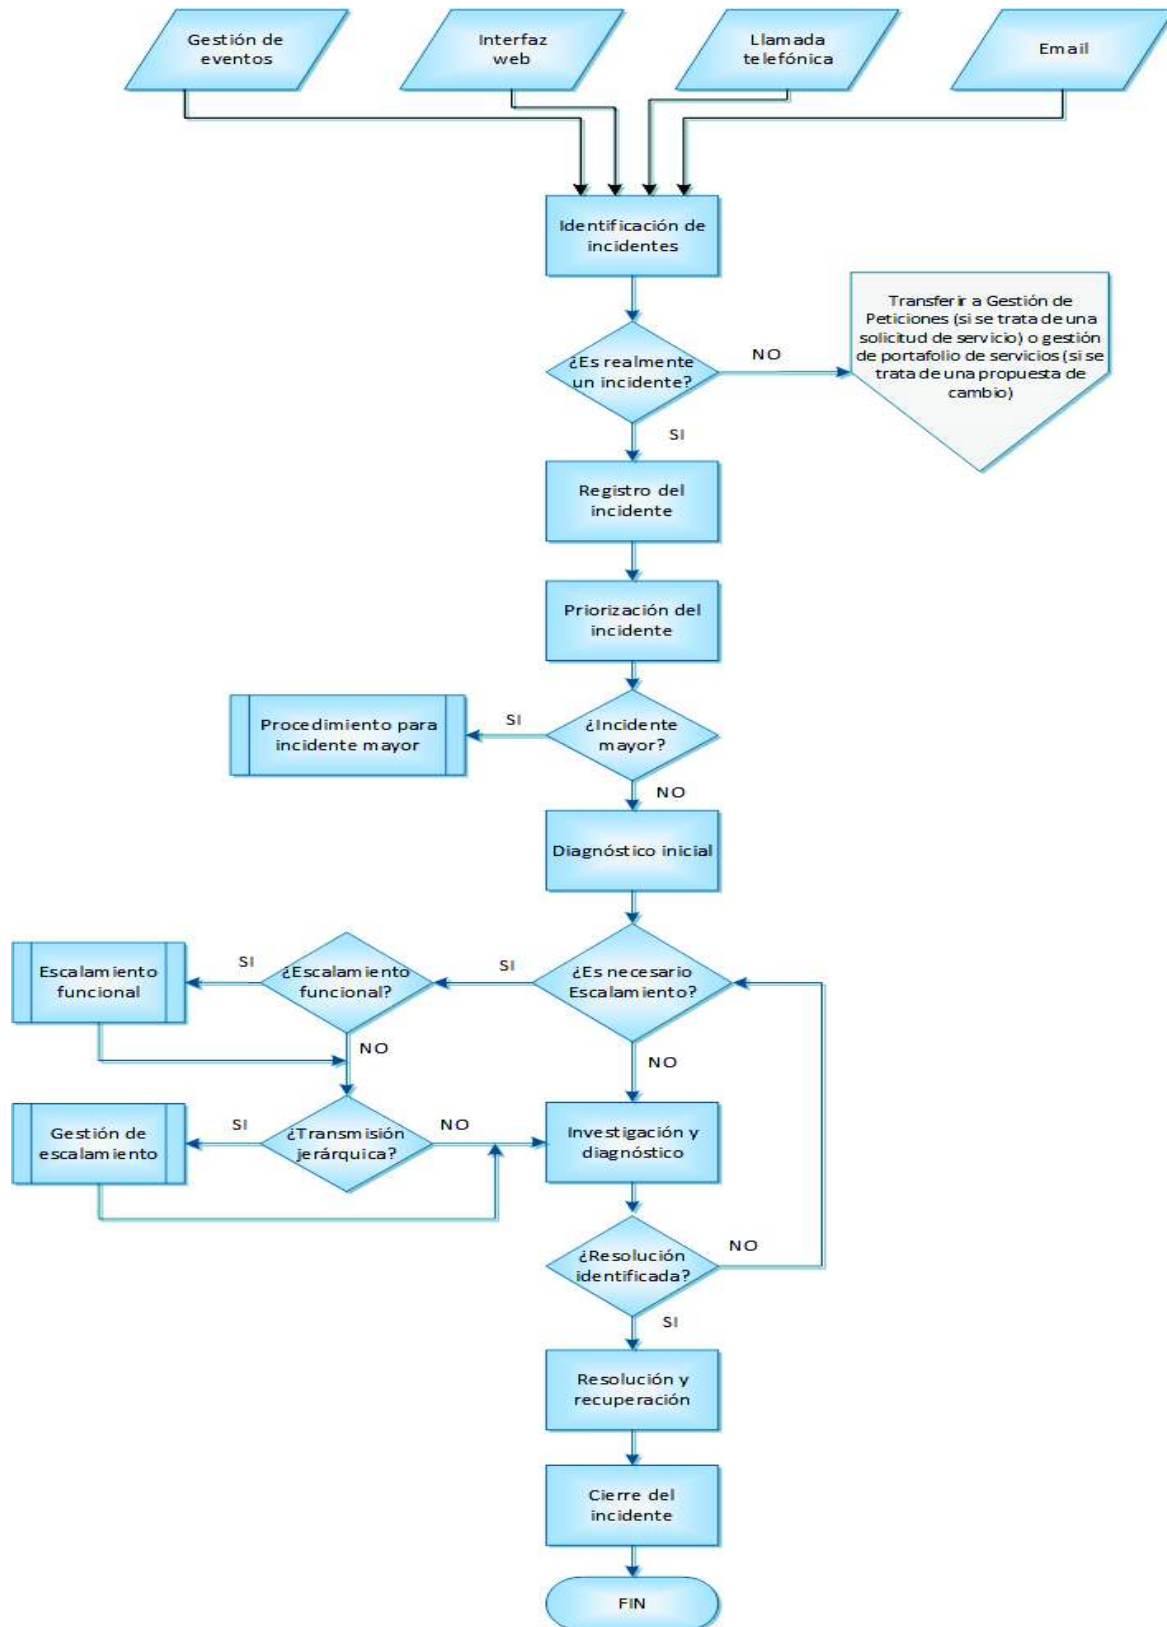 Gestión de
eventos
Interfaz
web
Llamada
telefónica
Email
Identificación de
incidentes
¿Es realmente
un incidente?
NO
Transferir a Gestión de
Peticiones (si se trata de una
solicitud de servicio) o gestión
de portafolio de servicios (si se
trata de una propuesta de
cambio)
SI
Registro del
incidente
Priorización del
incidente
¿Incidente
mayor?
SI
Procedimiento para
incidente mayor
NO
Diagnóstico inicial
¿Es necesario
Escalamiento?
SI
¿Escalamiento
funcional?
SI
Escalamiento
funcional
NO
NO
¿Transmisión
jerárquica?
SI
Gestión de
escalamiento
NO
Investigación y
diagnóstico
¿Resolución
identificada?
NO
SI
Resolución y
recuperación
Cierre del
incidente
FIN